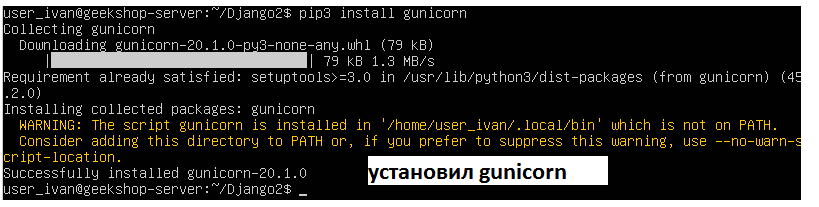 user_ivan@geekshop-server:~/Django2$ pip3 install gunicorn
Collecting gunicorn
  Downloading gunicorn-20.1.0-py3-none-any.whl (79 kB)
     |████████████████████████████████| 79 kB 1.3 MB/s
Requirement already satisfied: setuptools>=3.0 in /usr/lib/python3/dist-packages (from gunicorn) (45
.2.0)
Installing collected packages: gunicorn
  WARNING: The script gunicorn is installed in '/home/user_ivan/.local/bin' which is not on PATH.
  Consider adding this directory to PATH or, if you prefer to suppress this warning, use --no-warn-s
cript-location.
Successfully installed gunicorn-20.1.0
установил gunicorn
user_ivan@geekshop-server:~/Django2$ _